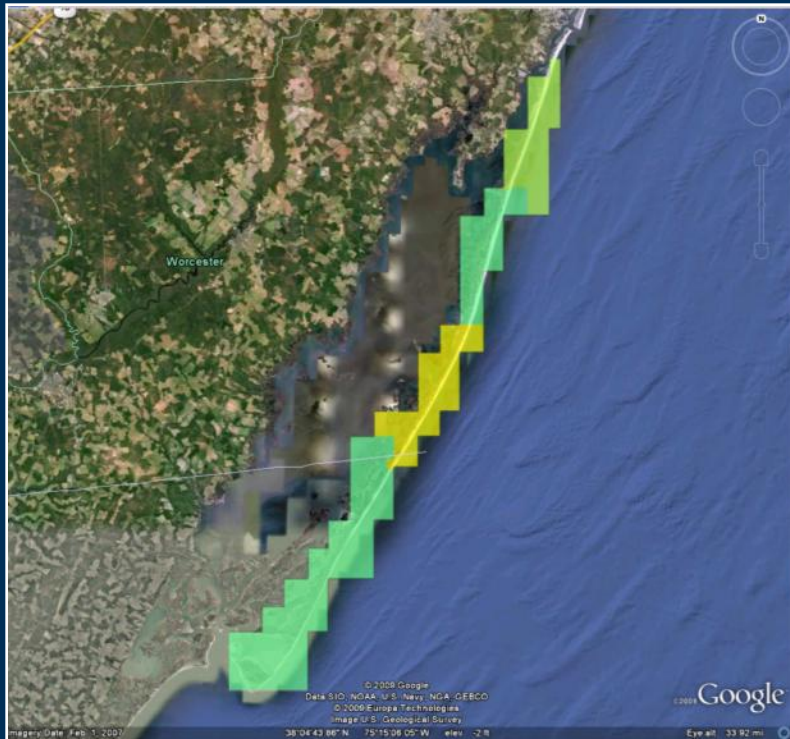 N
Worcester
© 2009 Google
Data SIO, NOAA, U.S. Navy, NGA, GEBCO
© 2009 Europa Technologies
Image U.S. Geological Survey
©2009 Google
Imagery Date: Feb 1, 2007 38°04'43.86" N 75°15'06.05" W elev -2 ft Eye alt 33.92 mi